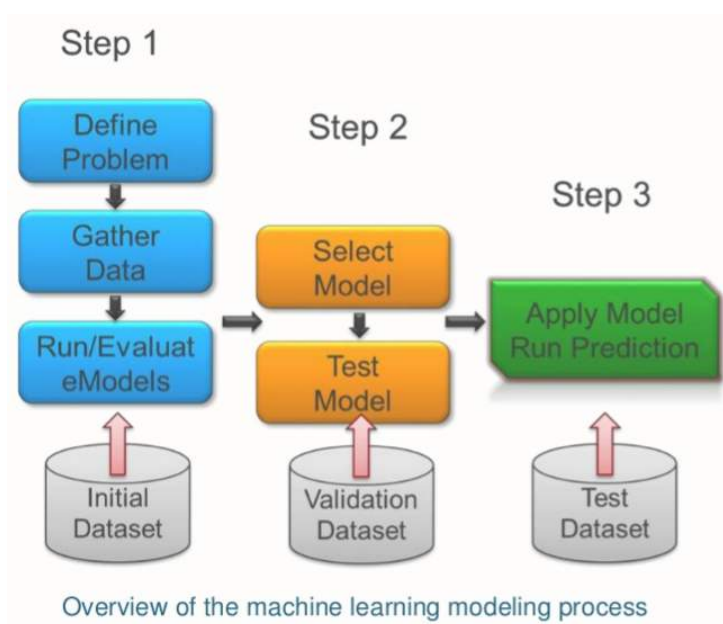 Step 1
Define
Problem
Gather
Data
Run/Evaluat
eModels
Initial
Dataset
Step 2
Select
Model
Test
Model
Validation
Dataset
Step 3
Apply Model
Run Prediction
Test
Dataset
Overview of the machine learning modeling process